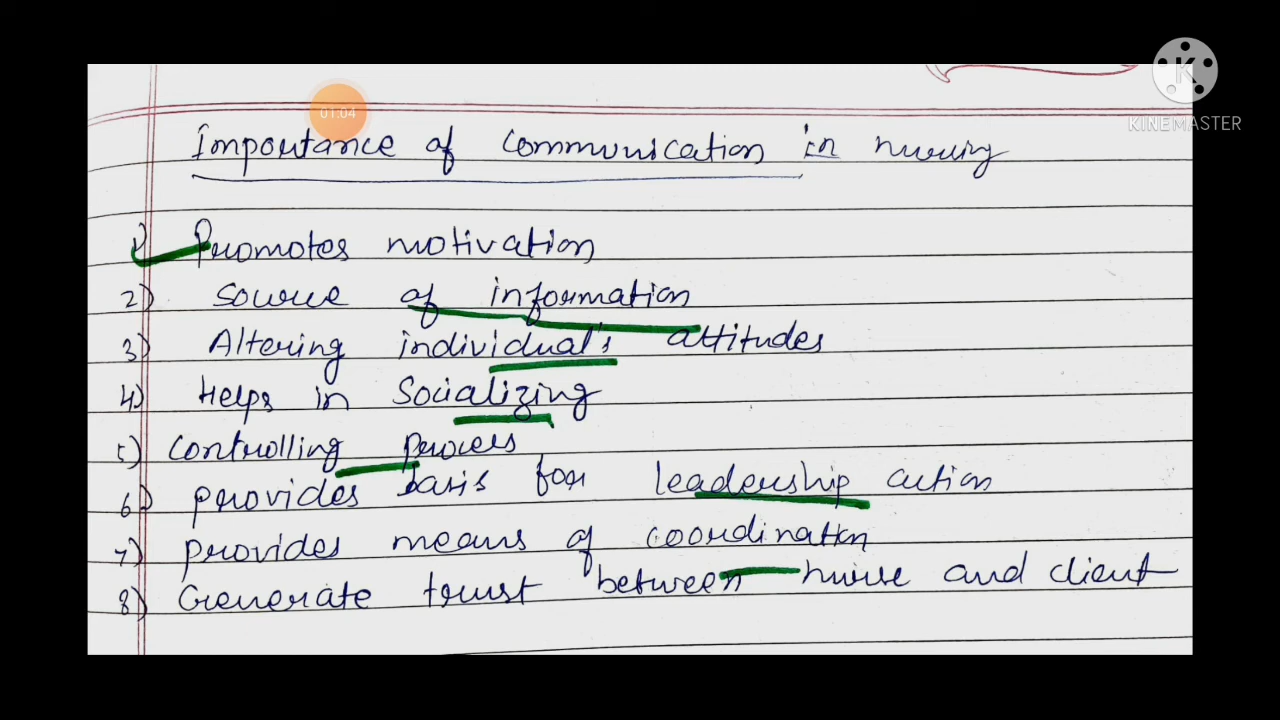 KINEMASTER
01:04
Importance of communication in nursing
1) Promotes motivation
2) source of information
3) Altering individual's attitudes
4) Helps in Socializing
5) Controlling process
6) provides basis for leadership action
7) provides means of coordination
8) Generate trust between nurse and client